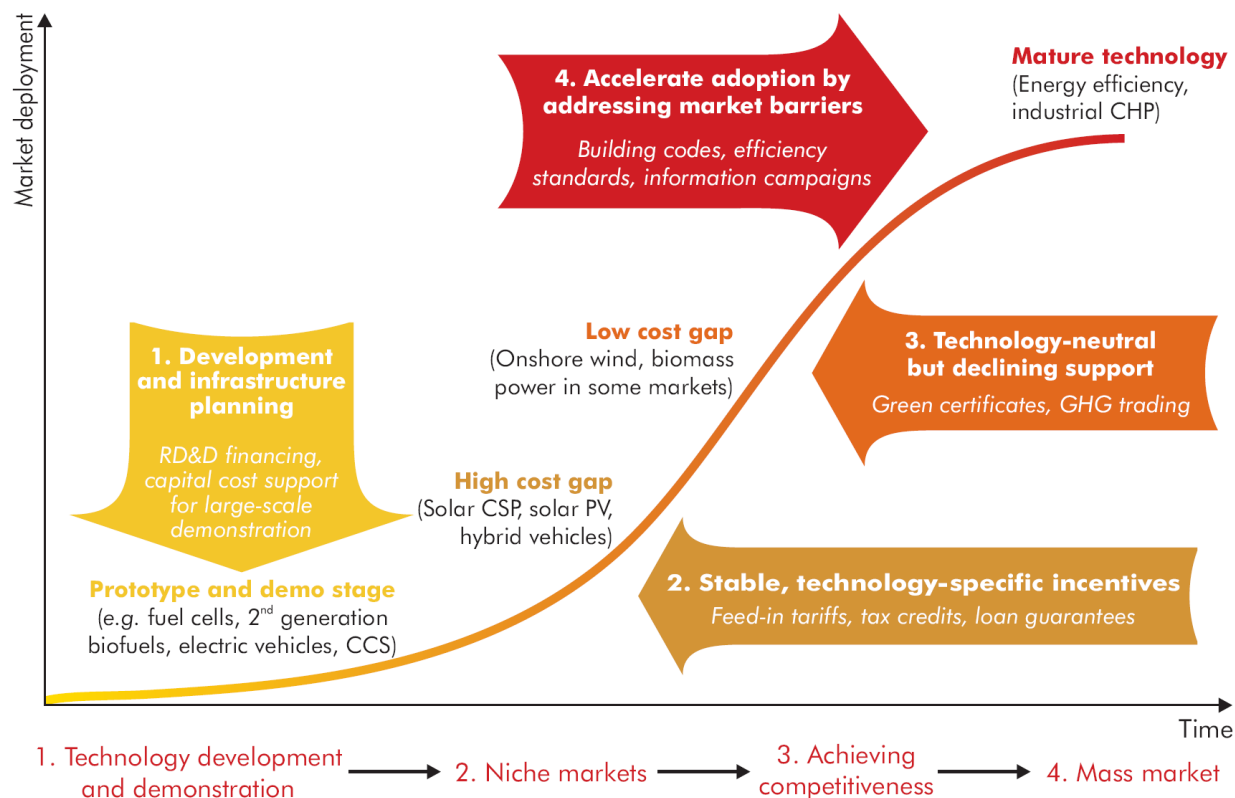 Market deployment
4. Accelerate adoption by
addressing market barriers
Building codes, efficiency
standards, information campaigns
Mature technology
(Energy efficiency,
industrial CHP)
1. Development
and infrastructure
planning
RD&D financing,
capital cost support
for large-scale
demonstration
Low cost gap
(Onshore wind, biomass
power in some markets)
3. Technology-neutral
but declining support
Green certificates, GHG trading
High cost gap
(Solar CSP, solar PV,
hybrid vehicles)
2. Stable, technology-specific incentives
Feed-in tariffs, tax credits, loan guarantees
Prototype and demo stage
(e.g. fuel cells, 2nd generation
biofuels, electric vehicles, CCS)
Time
1. Technology development
and demonstration
2. Niche markets
3. Achieving
competitiveness
4. Mass market